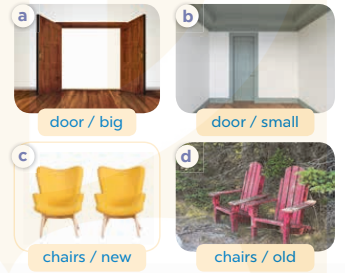 a
door / big
b
door / small
c
chairs / new
d
chairs / old